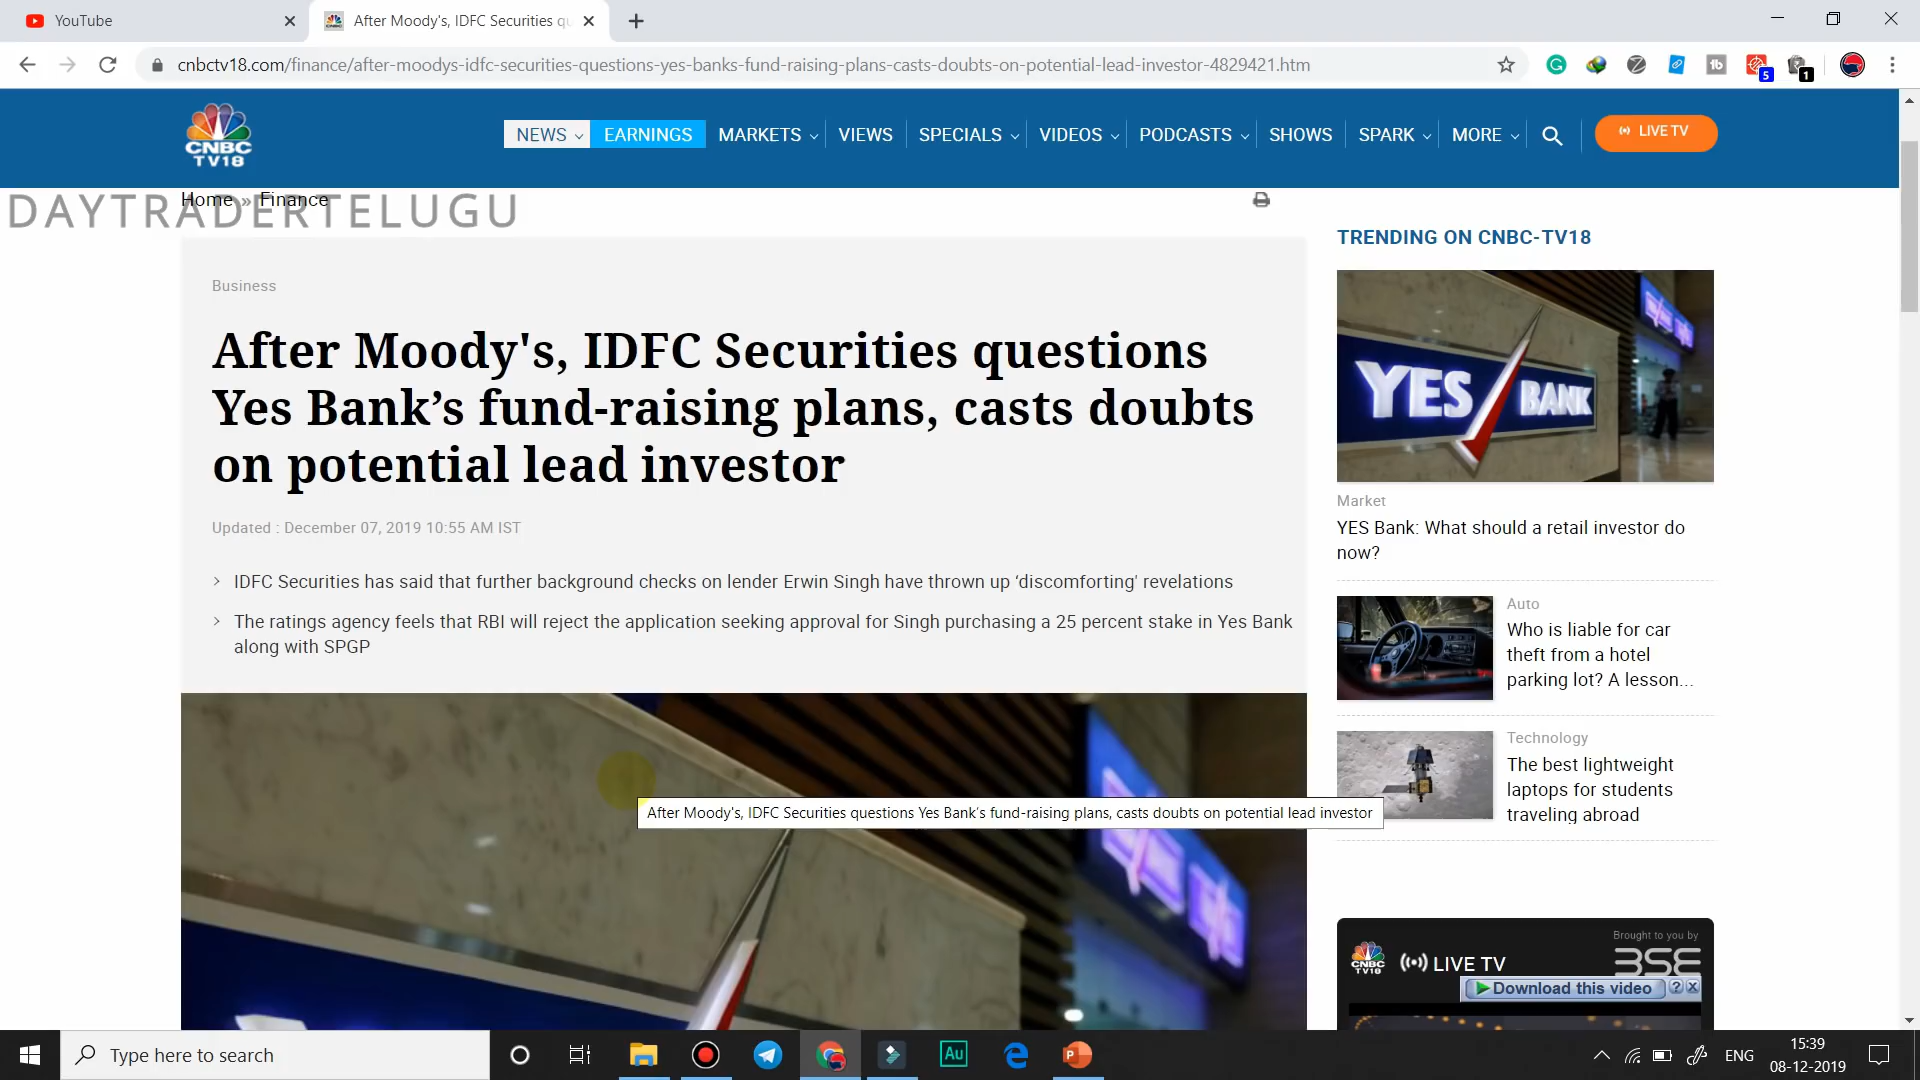 YouTube
After Moody's, IDFC Securities q
cnbctv18.com/finance/after-moodys-idfc-securities-questions-yes-banks-fund-raising-plans-casts-doubts-on-potential-lead-investor-4829421.htm
5
1
CNBC
TV18
NEWS
EARNINGS
MARKETS
VIEWS
SPECIALS
VIDEOS
PODCASTS
SHOWS
SPARK
MORE
LIVE TV
Home » Finance
DAYTRADERTELUGU
Business
After Moody's, IDFC Securities questions
Yes Bank’s fund-raising plans, casts doubts
on potential lead investor
Updated : December 07, 2019 10:55 AM IST
IDFC Securities has said that further background checks on lender Erwin Singh have thrown up ‘discomforting' revelations
The ratings agency feels that RBI will reject the application seeking approval for Singh purchasing a 25 percent stake in Yes Bank
along with SPGP
After Moody's, IDFC Securities questions Yes Bank’s fund-raising plans, casts doubts on potential lead investor
TRENDING ON CNBC-TV18
YES BANK
Market
YES Bank: What should a retail investor do
now?
Auto
Who is liable for car
theft from a hotel
parking lot? A lesson...
Technology
The best lightweight
laptops for students
traveling abroad
Brought to you by
BSE
CNBC
TV18
LIVE TV
Download this video
? X
Type here to search
Au
P
ENG
15:39
08-12-2019